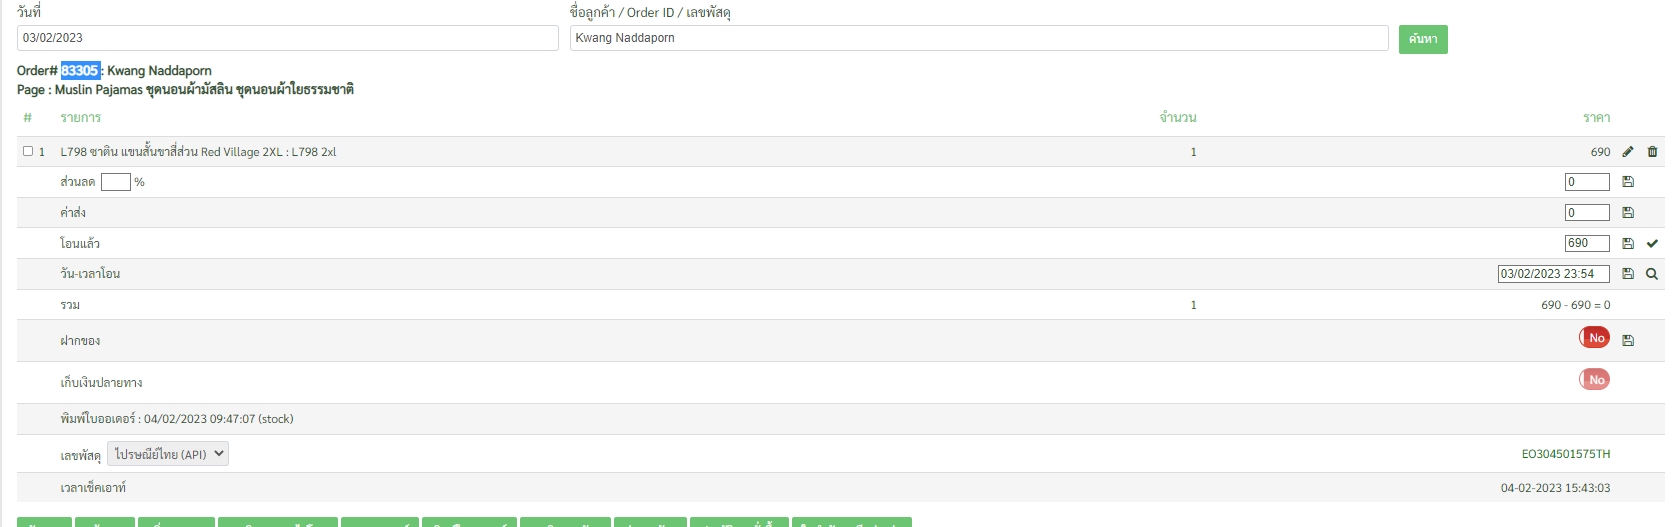 วันที่ ชื่อลูกค้า / Order ID / เลขพัสดุ
03/02/2023 Kwang Naddaporn ค้นหา
Order# 83305 : Kwang Naddaporn
Page : Muslin Pajamas ชุดนอนผ้ามัสลิน ชุดนอนผ้าใยธรรมชาติ
# รายการ จำนวน ราคา
1 L798 ซาติน แขนสั้นขาสี่ส่วน Red Village 2XL : L798 2xl 1 690
ส่วนลด % 0
ค่าส่ง 0
โอนแล้ว 690
วัน-เวลาโอน 03/02/2023 23:54
รวม 1 690 - 690 = 0
ฝากของ No
เก็บเงินปลายทาง No
พิมพ์ใบออเดอร์ : 04/02/2023 09:47:07 (stock)
เลขพัสดุ ไปรษณีย์ไทย (API) EO304501575TH
เวลาเช็คเอาท์ 04-02-2023 15:43:03